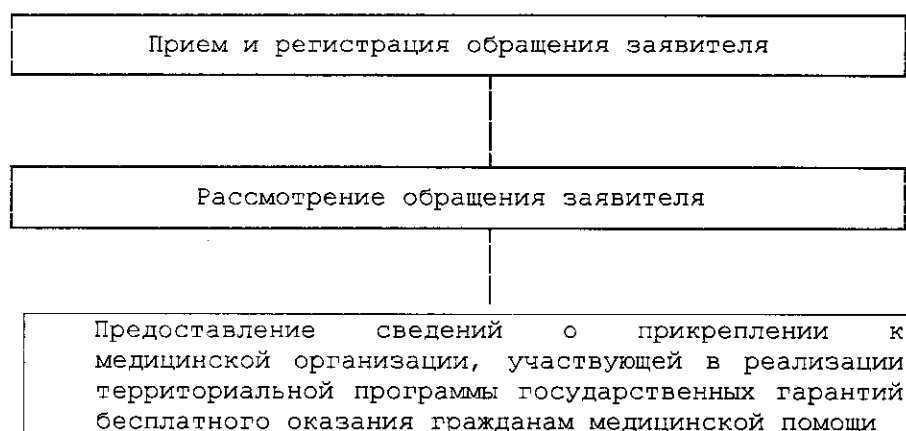 Прием и регистрация обращения заявителя
Рассмотрение обращения заявителя
Предоставление сведений о прикреплении к
медицинской организации, участвующей в реализации
территориальной программы государственных гарантий
бесплатного оказания гражданам медицинской помощи